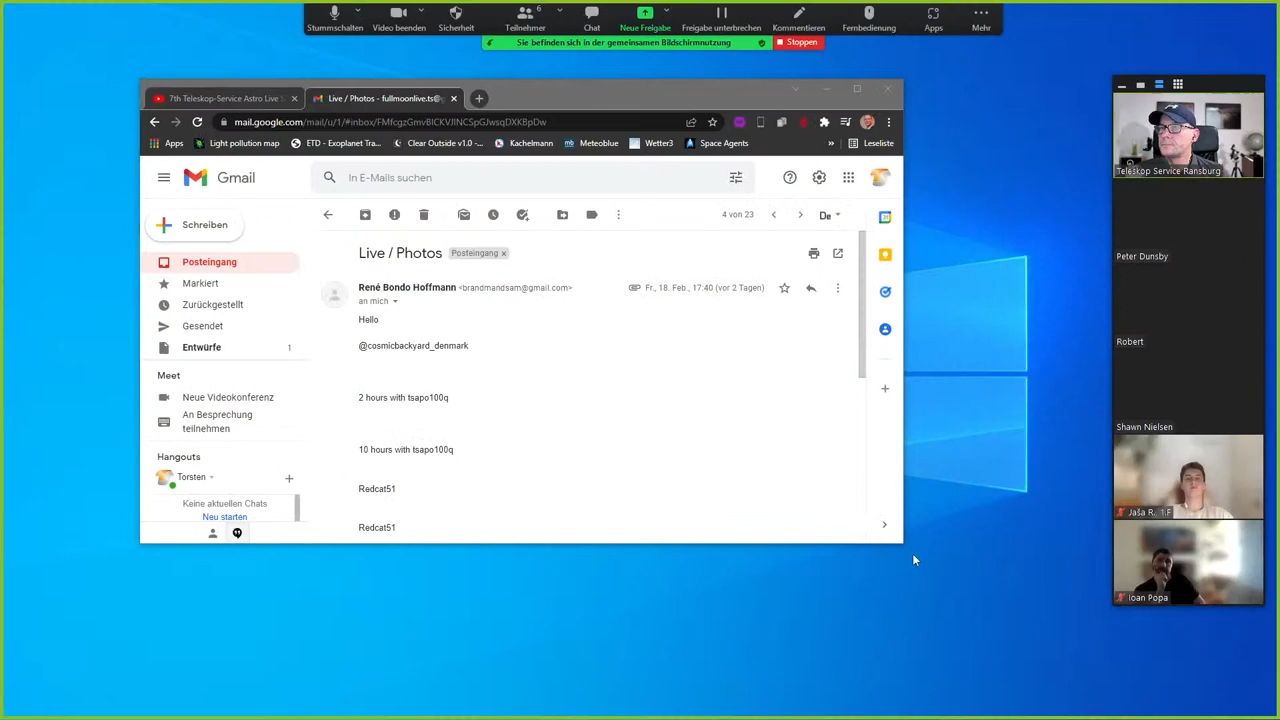 6
Stummschalten
Video beenden
Sicherheit
Teilnehmer
Chat
Neue Freigabe
Freigabe unterbrechen
Kommentieren
Fernbedienung
Apps
Mehr
Sie befinden sich in der gemeinsamen Bildschirmnutzung
Stoppen
7th Teleskop-Service Astro Live S
Live / Photos - fullmoonlive.ts@g
mail.google.com/mail/u/1/#inbox/FMfcgzGmvBlCKVJlNCSpGJwsqDXKBpDw
Apps
Light pollution map
ETD - Exoplanet Tra...
Clear Outside v1.0 -...
Kachelmann
Meteoblue
Wetter3
Space Agents
»
Leseliste
Gmail
In E-Mails suchen
Schreiben
4 von 23
De
Posteingang
Markiert
Zurückgestellt
Gesendet
Entwürfe 1
Meet
Neue Videokonferenz
An Besprechung
teilnehmen
Hangouts
Torsten
Keine aktuellen Chats
Neu starten
Live / Photos
Posteingang x
René Bondo Hoffmann <brandmandsam@gmail.com>
Fr., 18. Feb., 17:40 (vor 2 Tagen)
an mich
Hello
@cosmicbackyard_denmark
2 hours with tsapo100q
10 hours with tsapo100q
Redcat51
Redcat51
Teleskop Service Ransburg
Peter Dunsby
Robert
Shawn Nielsen
Jaša R., 1.F
Ioan Popa